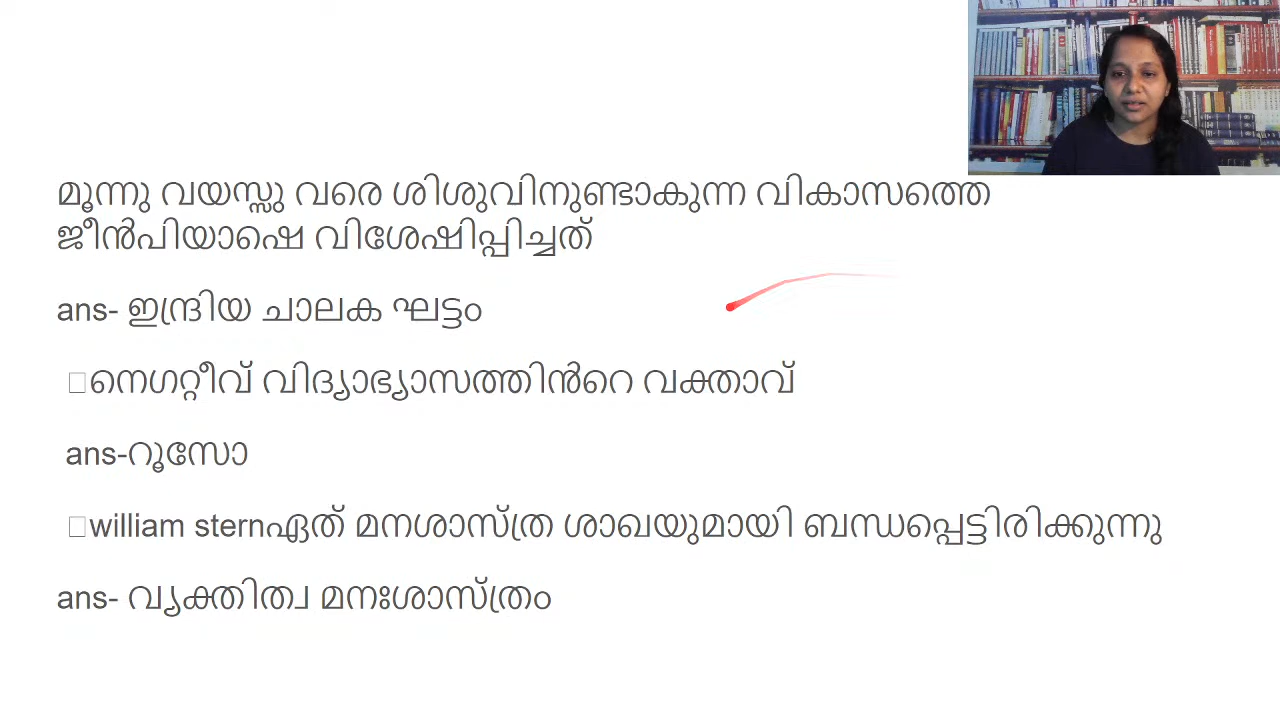 മൂന്നു വയസ്സു വരെ ശിശുവിനുണ്ടാകുന്ന വികാസത്തെ
ജീൻപിയാഷെ വിശേഷിപ്പിച്ചത്
ans- ഇന്ദ്രിയ ചാലക ഘട്ടം
നെഗറ്റീവ് വിദ്യാഭ്യാസത്തിൻറെ വക്താവ്
ans-റൂസോ
william sternഏത് മനശാസ്ത്ര ശാഖയുമായി ബന്ധപ്പെട്ടിരിക്കുന്നു
ans- വ്യക്തിത്വ മനഃശാസ്ത്രം